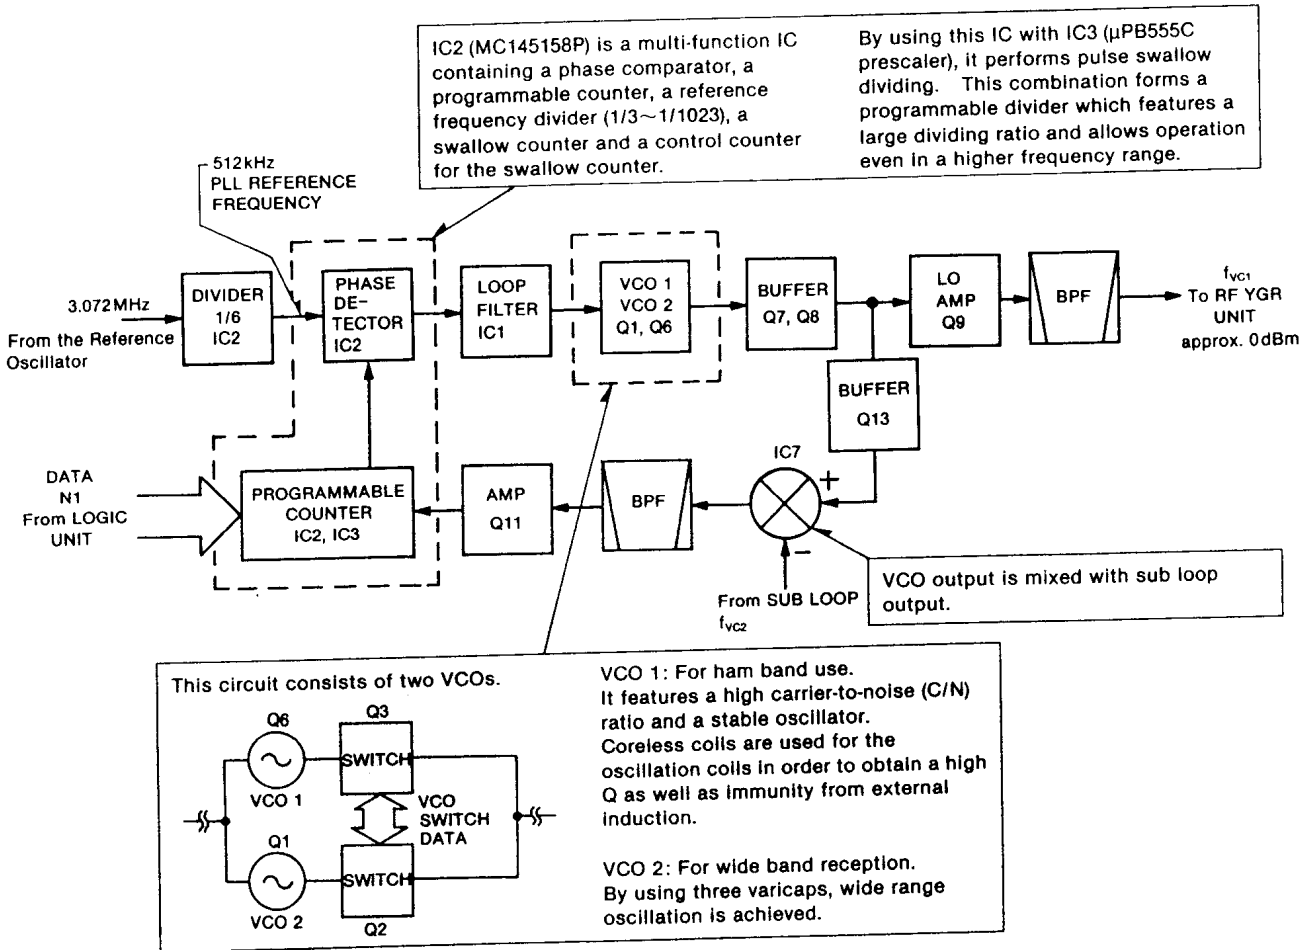 IC2 (MC145158P) is a multi-function IC
containing a phase comparator, a
programmable counter, a reference
frequency divider (1/3～1/1023), a
swallow counter and a control counter
for the swallow counter.
By using this IC with IC3 (μPB555C
prescaler), it performs pulse swallow
dividing. This combination forms a
programmable divider which features a
large dividing ratio and allows operation
even in a higher frequency range.
512kHz
PLL REFERENCE
FREQUENCY
3.072MHz
From the Reference
Oscillator
DIVIDER
1/6
IC2
PHASE
DE-
TECTOR
IC2
LOOP
FILTER
IC1
VCO 1
VCO 2
Q1, Q6
BUFFER
Q7, Q8
LO
AMP
Q9
BPF
fVC1
To RF YGR
UNIT
approx. 0dBm
BUFFER
Q13
DATA
N1
From LOGIC
UNIT
PROGRAMMABLE
COUNTER
IC2, IC3
AMP
Q11
BPF
IC7
+
−
From SUB LOOP
fVC2
VCO output is mixed with sub loop
output.
This circuit consists of two VCOs.
Q6
VCO 1
Q3
SWITCH
VCO
SWITCH
DATA
Q1
VCO 2
SWITCH
Q2
VCO 1: For ham band use.
It features a high carrier-to-noise (C/N)
ratio and a stable oscillator.
Coreless coils are used for the
oscillation coils in order to obtain a high
Q as well as immunity from external
induction.
VCO 2: For wide band reception.
By using three varicaps, wide range
oscillation is achieved.